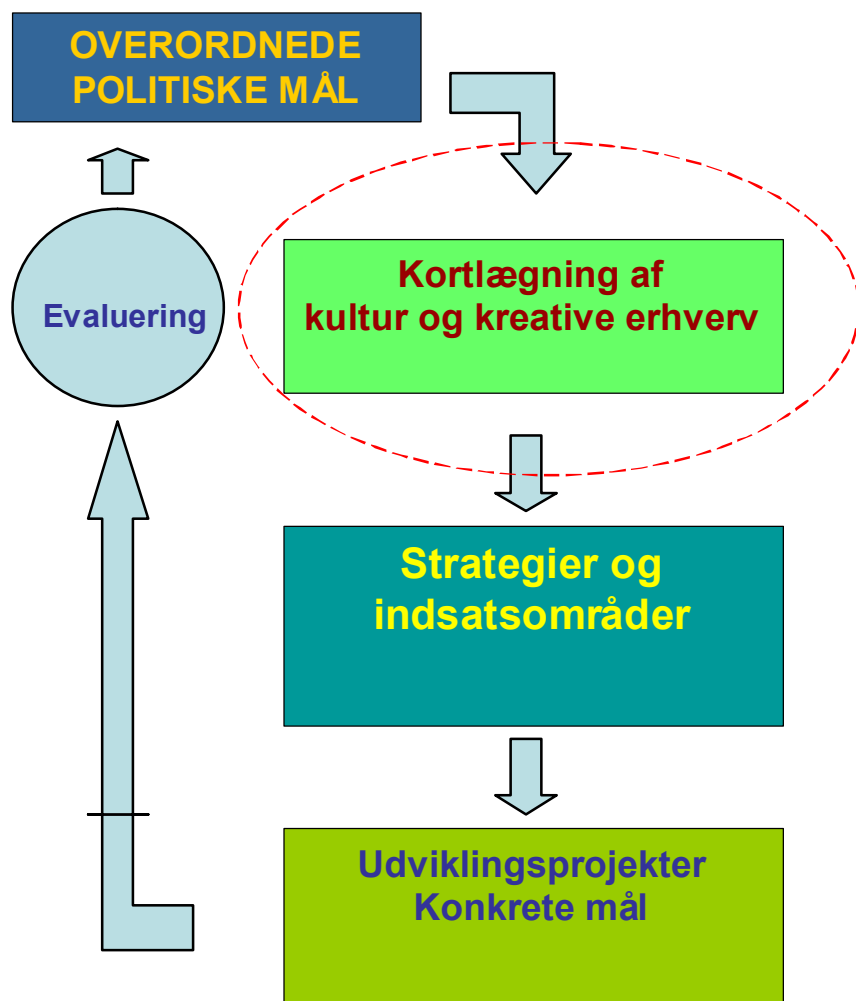 OVERORDNEDE
POLITISKE MÅL
Kortlægning af
kultur og kreative erhverv
Evaluering
Strategier og
indsatsområder
Udviklingsprojekter
Konkrete mål